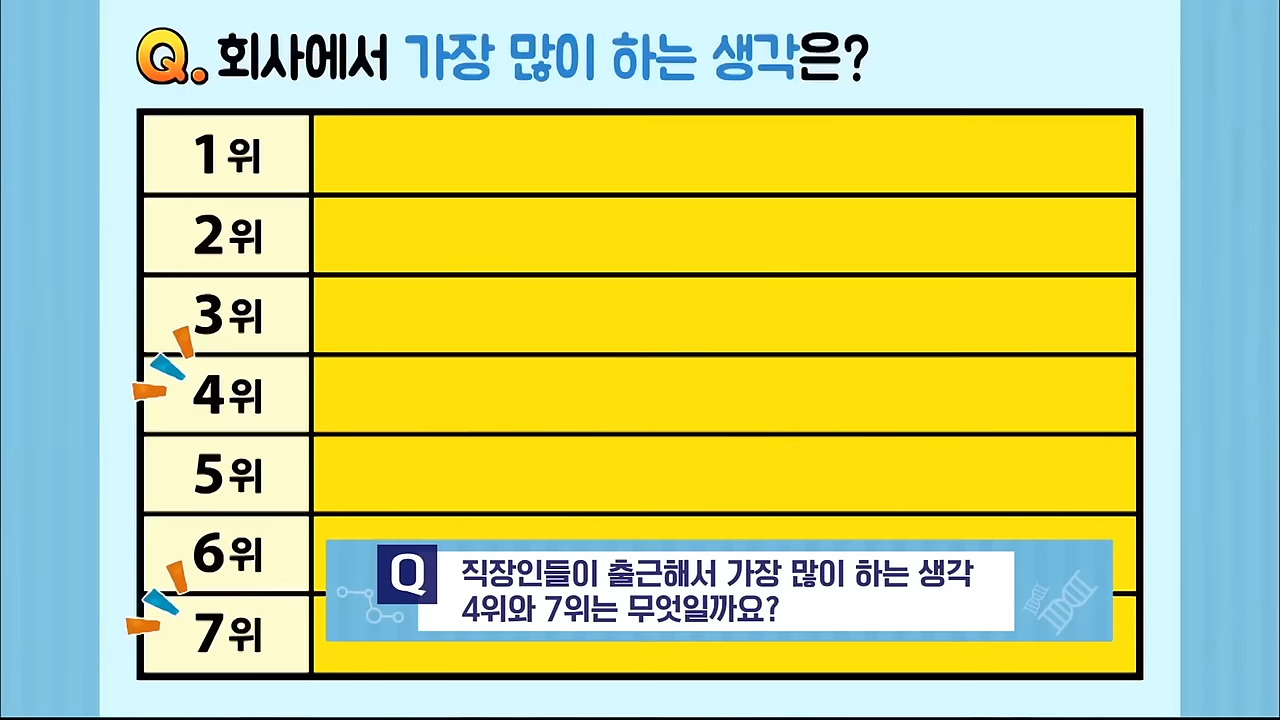 Q. 회사에서 가장 많이 하는 생각은?
1위
2위
3위
4위
5위
6위
7위
Q 직장인들이 출근해서 가장 많이 하는 생각
4위와 7위는 무엇일까요?